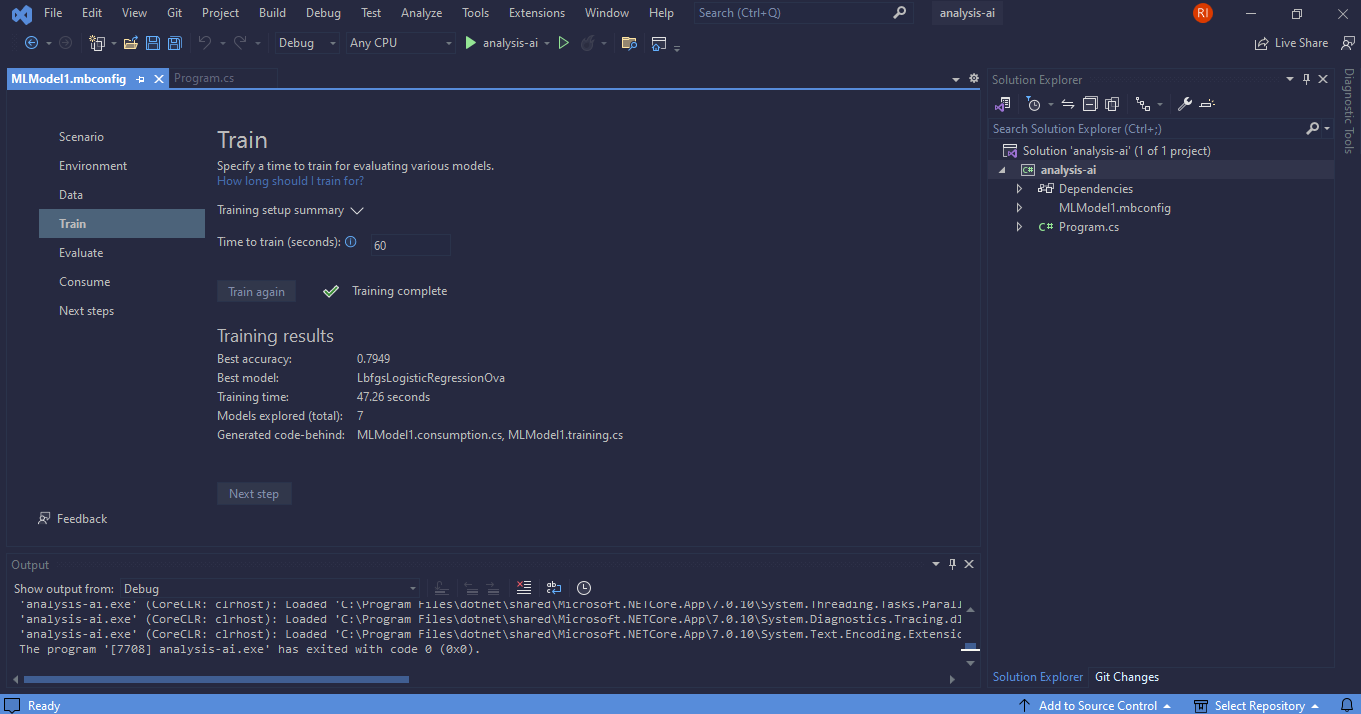 File Edit View Git Project Build Debug Test Analyze Tools Extensions Window Help Search (Ctrl+Q) analysis-ai RI
Debug Any CPU analysis-ai Live Share
MLModel1.mbconfig Program.cs
Scenario
Environment
Data
Train
Evaluate
Consume
Next steps
Feedback
Train
Specify a time to train for evaluating various models.
How long should I train for?
Training setup summary
Time to train (seconds): 60
Train again Training complete
Training results
Best accuracy: 0.7949
Best model: LbfgsLogisticRegressionOva
Training time: 47.26 seconds
Models explored (total): 7
Generated code-behind: MLModel1.consumption.cs, MLModel1.training.cs
Next step
Output
Show output from: Debug
'analysis-ai.exe' (CoreCLR: clrhost): Loaded 'C:\Program Files\dotnet\shared\Microsoft.NETCore.App\7.0.10\System.Threading.Tasks.Parall
'analysis-ai.exe' (CoreCLR: clrhost): Loaded 'C:\Program Files\dotnet\shared\Microsoft.NETCore.App\7.0.10\System.Diagnostics.Tracing.dl
'analysis-ai.exe' (CoreCLR: clrhost): Loaded 'C:\Program Files\dotnet\shared\Microsoft.NETCore.App\7.0.10\System.Text.Encoding.Extensio
The program '[7708] analysis-ai.exe' has exited with code 0 (0x0).
Solution Explorer
Search Solution Explorer (Ctrl+;)
Solution 'analysis-ai' (1 of 1 project)
C# analysis-ai
Dependencies
MLModel1.mbconfig
C# Program.cs
Solution Explorer Git Changes
Diagnostic Tools
Ready Add to Source Control Select Repository